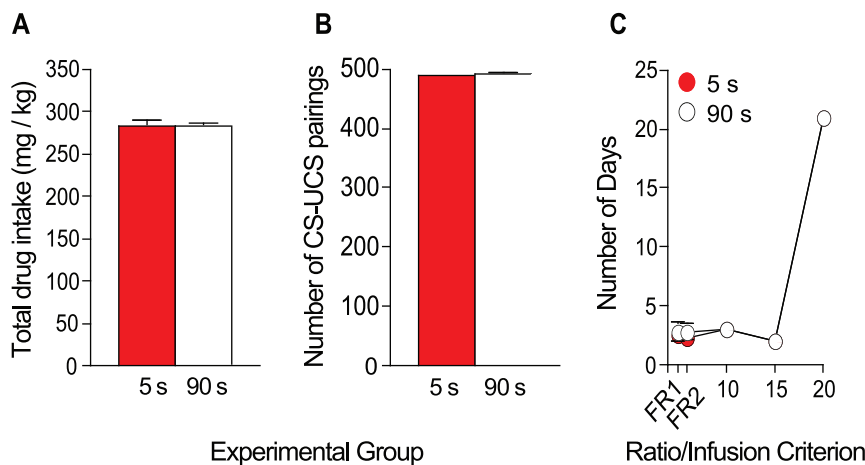 A
Total drug intake (mg / kg)
350
300
250
200
150
100
50
0
5 s 90 s
B
Number of CS-UCS pairings
500
400
300
200
100
0
5 s 90 s
Experimental Group
C
Number of Days
25
20
15
10
5
0
5 s
90 s
FR1
FR2
10 15 20
Ratio/Infusion Criterion